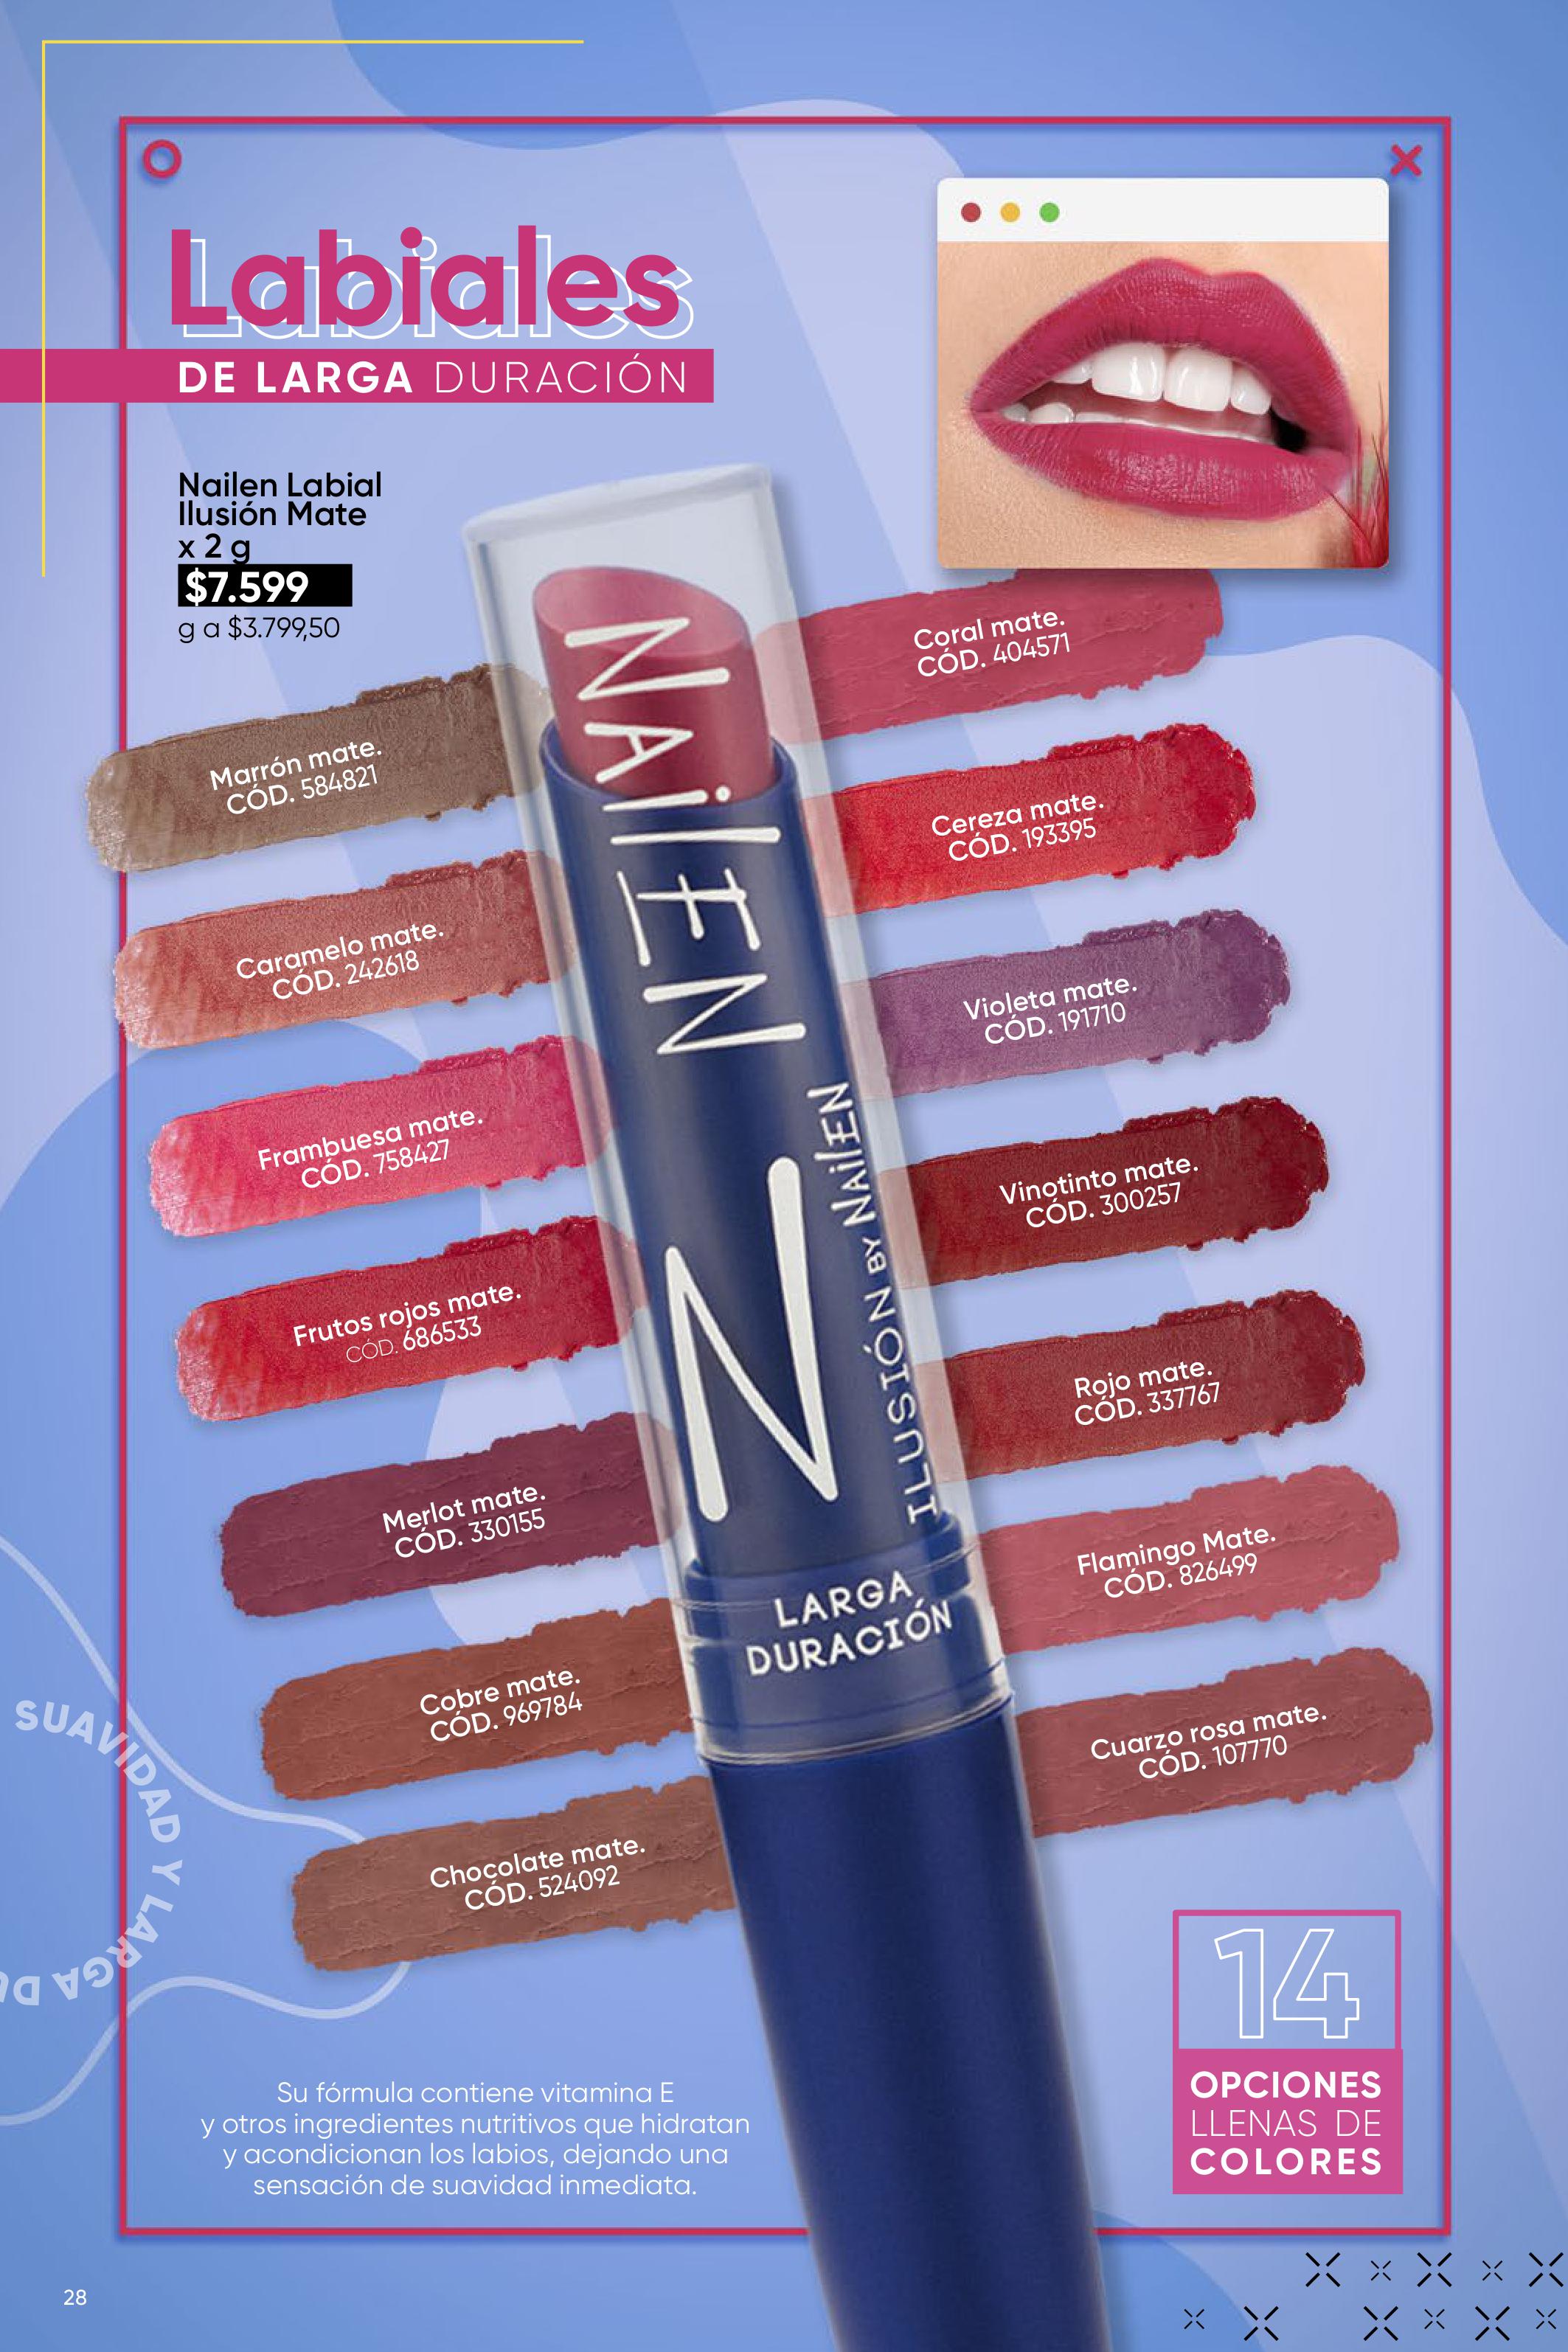 Labiales
DE LARGA DURACIÓN
Nailen Labial
Ilusión Mate
x 2 g
$7.599
g a $3.799,50
Marrón mate.
CÓD. 584821
Caramelo mate.
CÓD. 242618
Frambuesa mate.
CÓD. 758427
Frutos rojos mate.
CÓD. 686533
Merlot mate.
CÓD. 330155
Cobre mate.
CÓD. 969784
Chocolate mate.
CÓD. 524092
NAilEN
N
ILUSIÓN BY NAilEN
LARGA
DURACIÓN
Coral mate.
CÓD. 404571
Cereza mate.
CÓD. 193395
Violeta mate.
CÓD. 191710
Vinotinto mate.
CÓD. 300257
Rojo mate.
CÓD. 337767
Flamingo Mate.
CÓD. 826499
Cuarzo rosa mate.
CÓD. 107770
SUAVIDAD Y LARGA
14
OPCIONES
LLENAS DE
COLORES
Su fórmula contiene vitamina E
y otros ingredientes nutritivos que hidratan
y acondicionan los labios, dejando una
sensación de suavidad inmediata.
28